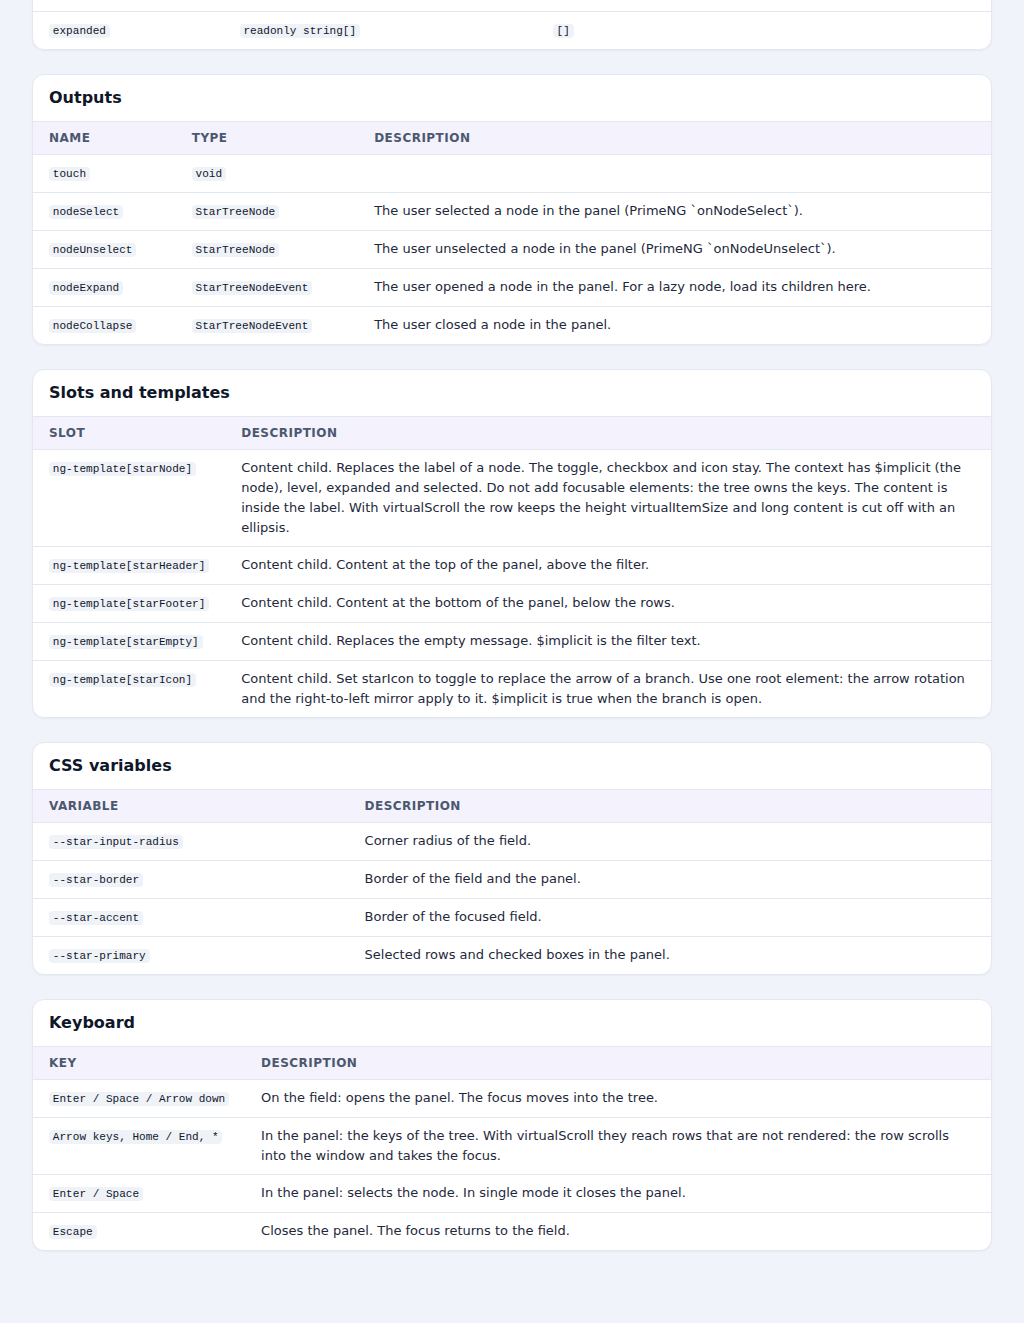 expanded readonly string[] []
Outputs
NAME TYPE DESCRIPTION
touch void
nodeSelect StarTreeNode The user selected a node in the panel (PrimeNG `onNodeSelect`).
nodeUnselect StarTreeNode The user unselected a node in the panel (PrimeNG `onNodeUnselect`).
nodeExpand StarTreeNodeEvent The user opened a node in the panel. For a lazy node, load its children here.
nodeCollapse StarTreeNodeEvent The user closed a node in the panel.
Slots and templates
SLOT DESCRIPTION
ng-template[starNode] Content child. Replaces the label of a node. The toggle, checkbox and icon stay. The context has $implicit (the
node), level, expanded and selected. Do not add focusable elements: the tree owns the keys. The content is
inside the label. With virtualScroll the row keeps the height virtualItemSize and long content is cut off with an
ellipsis.
ng-template[starHeader] Content child. Content at the top of the panel, above the filter.
ng-template[starFooter] Content child. Content at the bottom of the panel, below the rows.
ng-template[starEmpty] Content child. Replaces the empty message. $implicit is the filter text.
ng-template[starIcon] Content child. Set starIcon to toggle to replace the arrow of a branch. Use one root element: the arrow rotation
and the right-to-left mirror apply to it. $implicit is true when the branch is open.
CSS variables
VARIABLE DESCRIPTION
--star-input-radius Corner radius of the field.
--star-border Border of the field and the panel.
--star-accent Border of the focused field.
--star-primary Selected rows and checked boxes in the panel.
Keyboard
KEY DESCRIPTION
Enter / Space / Arrow down On the field: opens the panel. The focus moves into the tree.
Arrow keys, Home / End, * In the panel: the keys of the tree. With virtualScroll they reach rows that are not rendered: the row scrolls
into the window and takes the focus.
Enter / Space In the panel: selects the node. In single mode it closes the panel.
Escape Closes the panel. The focus returns to the field.